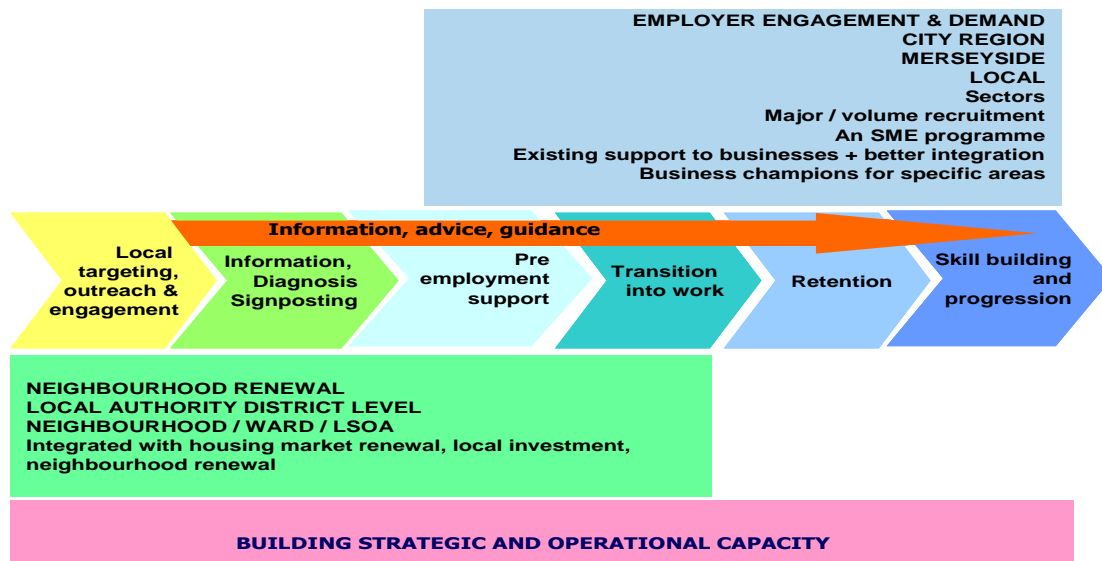 EMPLOYER ENGAGEMENT & DEMAND
CITY REGION
MERSEYSIDE
LOCAL
Sectors
Major / volume recruitment
An SME programme
Existing support to businesses + better integration
Business champions for specific areas
Information, advice, guidance
Local
targeting,
outreach &
engagement
Information,
Diagnosis
Signposting
Pre
employment
support
Transition
into work
Retention
Skill building
and
progression
NEIGHBOURHOOD RENEWAL
LOCAL AUTHORITY DISTRICT LEVEL
NEIGHBOURHOOD / WARD / LSOA
Integrated with housing market renewal, local investment,
neighbourhood renewal
BUILDING STRATEGIC AND OPERATIONAL CAPACITY